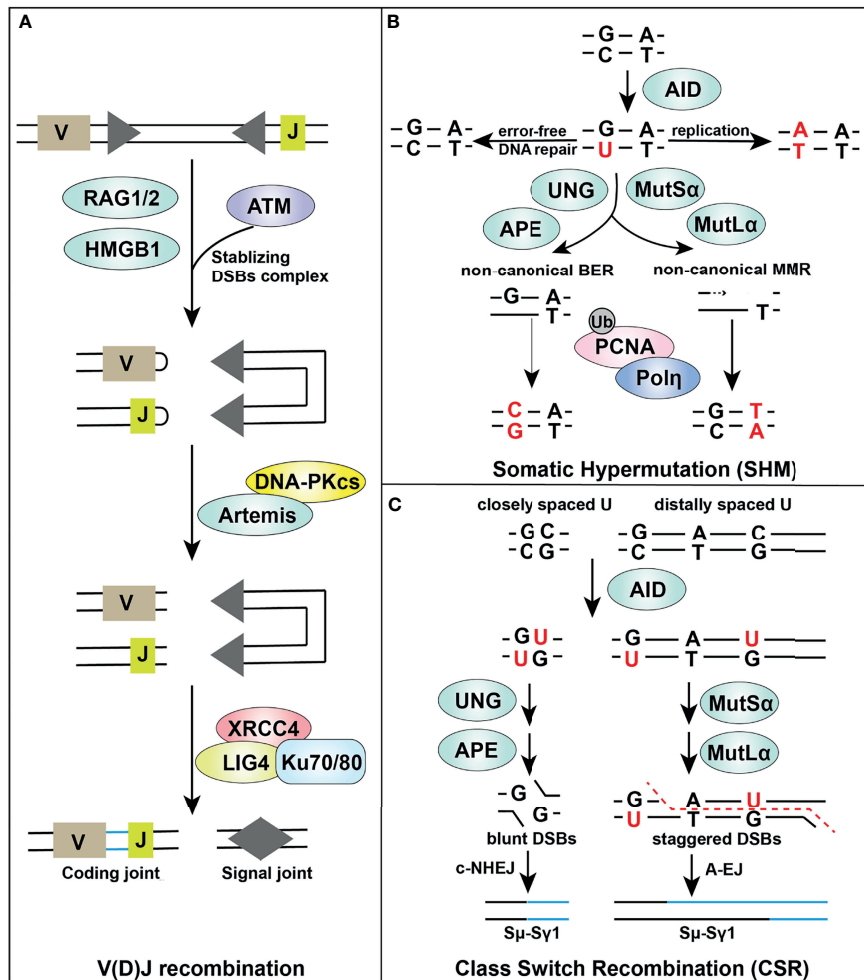 A
V
J
RAG1/2
ATM
HMGB1
Stablizing
DSBs complex
V
J
DNA-PKcs
Artemis
V
J
XRCC4
LIG4
Ku70/80
V
J
Coding joint
Signal joint
V(D)J recombination
B
G A
C T
AID
G A
C T
error-free
DNA repair
G A
U T
replication
A A
T T
UNG
MutSα
APE
MutLα
non-canonical BER
non-canonical MMR
G A
T
T
Ub
PCNA
Polη
C A
G T
G T
C A
Somatic Hypermutation (SHM)
C
closely spaced U
distally spaced U
G C
C G
G A C
C T G
AID
G U
U G
G A U
U T G
UNG
MutSα
APE
MutLα
G
G
G A U
U T G
blunt DSBs
staggered DSBs
c-NHEJ
A-EJ
Sμ-Sγ1
Sμ-Sγ1
Class Switch Recombination (CSR)